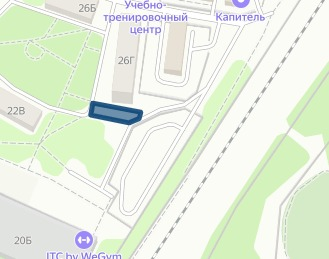 26Б
Учебно-
тренировочный
центр
Капитель
26Г
22В
20Б
ITC by WeGym